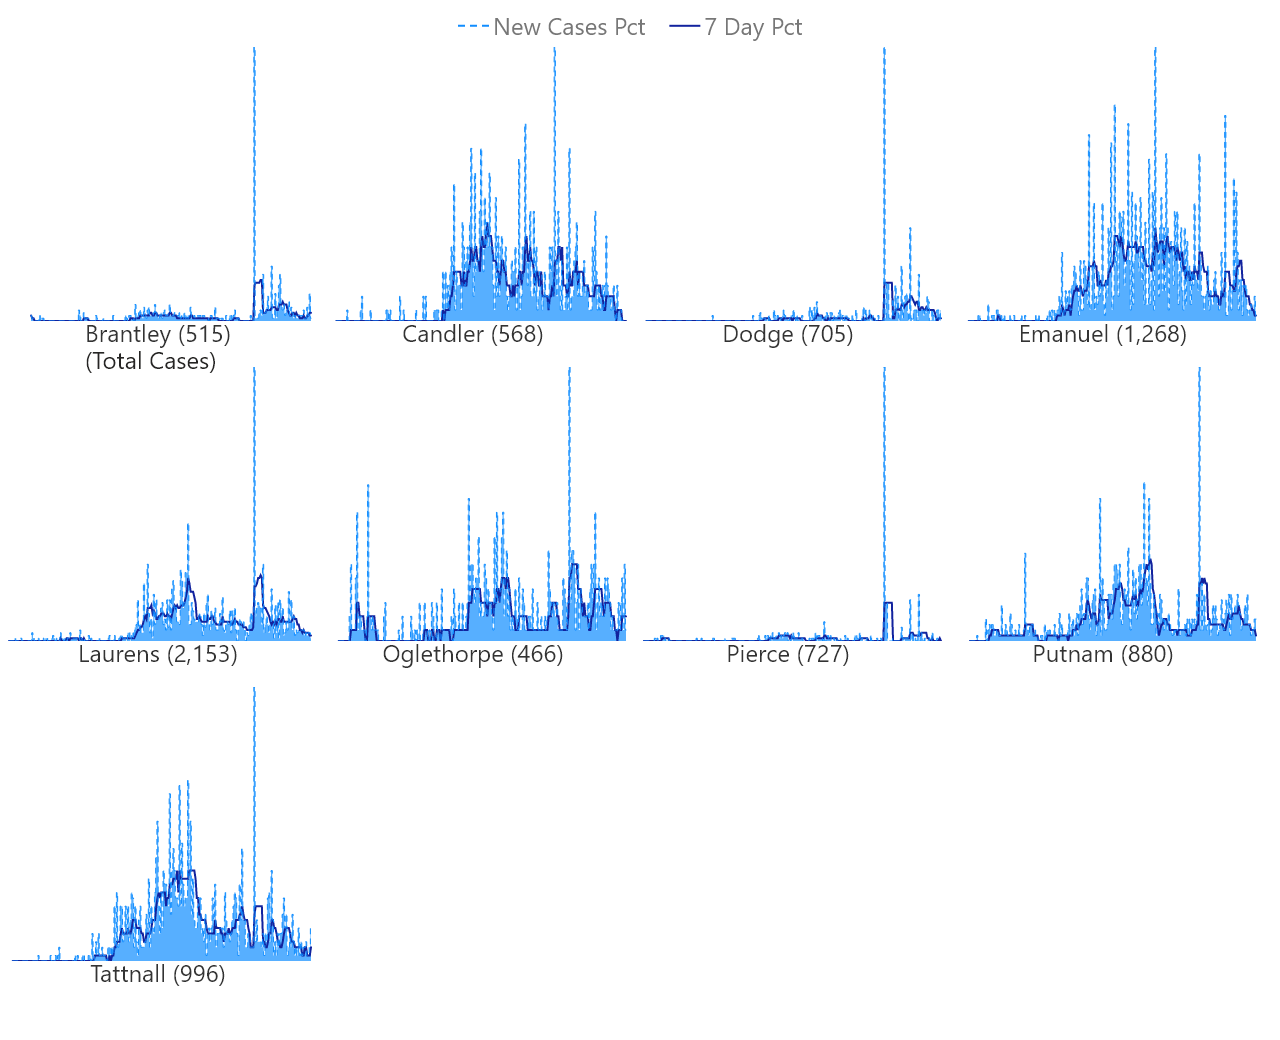 New Cases Pct 7 Day Pct
Brantley (515)
(Total Cases)
Candler (568)
Dodge (705)
Emanuel (1,268)
Laurens (2,153)
Oglethorpe (466)
Pierce (727)
Putnam (880)
Tattnall (996)